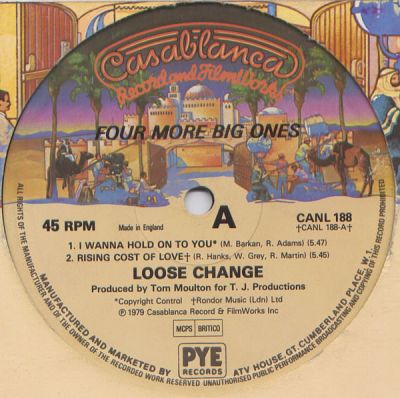 Casablanca
Record and FilmWorks
FOUR MORE BIG ONES
45 RPM
Made in England
A
CANL 188
†CANL 188-A†
1. I WANNA HOLD ON TO YOU* (M. Barkan, R. Adams) 5.47
2. RISING COST OF LOVE† (R. Hanks, W. Grey, R. Martin) 5.45
LOOSE CHANGE
Produced by Tom Moulton for T. J. Productions
*Copyright Control †Rondor Music (Ldn) Ltd
℗ 1979 Casablanca Record & FilmWorks Inc
MCPS BRITICO
PYE
RECORDS
MANUFACTURED AND MARKETED BY
ATV HOUSE, GT. CUMBERLAND PLACE, W.
ALL RIGHTS OF THE MANUFACTURER AND OF THE OWNER OF THE RECORDED WORK RESERVED UNAUTHORISED PUBLIC PERFORMANCE BROADCASTING AND COPYING OF THIS RECORD PROHIBITED